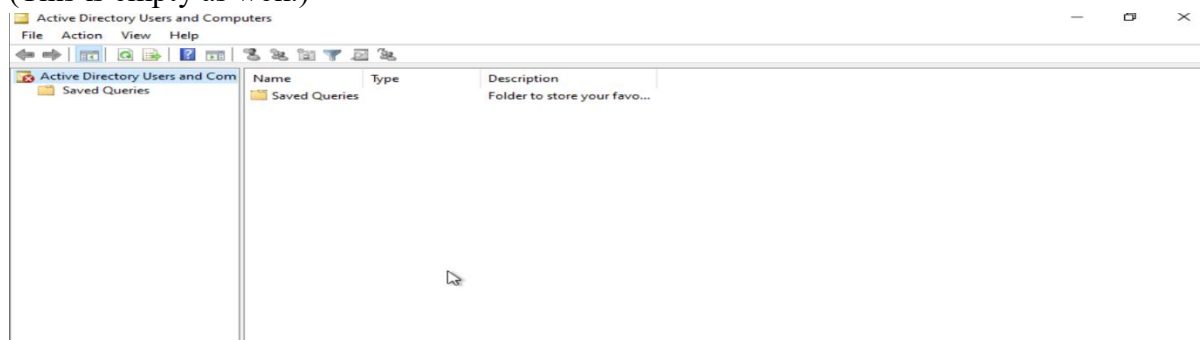 (This is empty as well.)
Active Directory Users and Computers
File Action View Help
Active Directory Users and Com
Saved Queries
Name Type Description
Saved Queries Folder to store your favo...